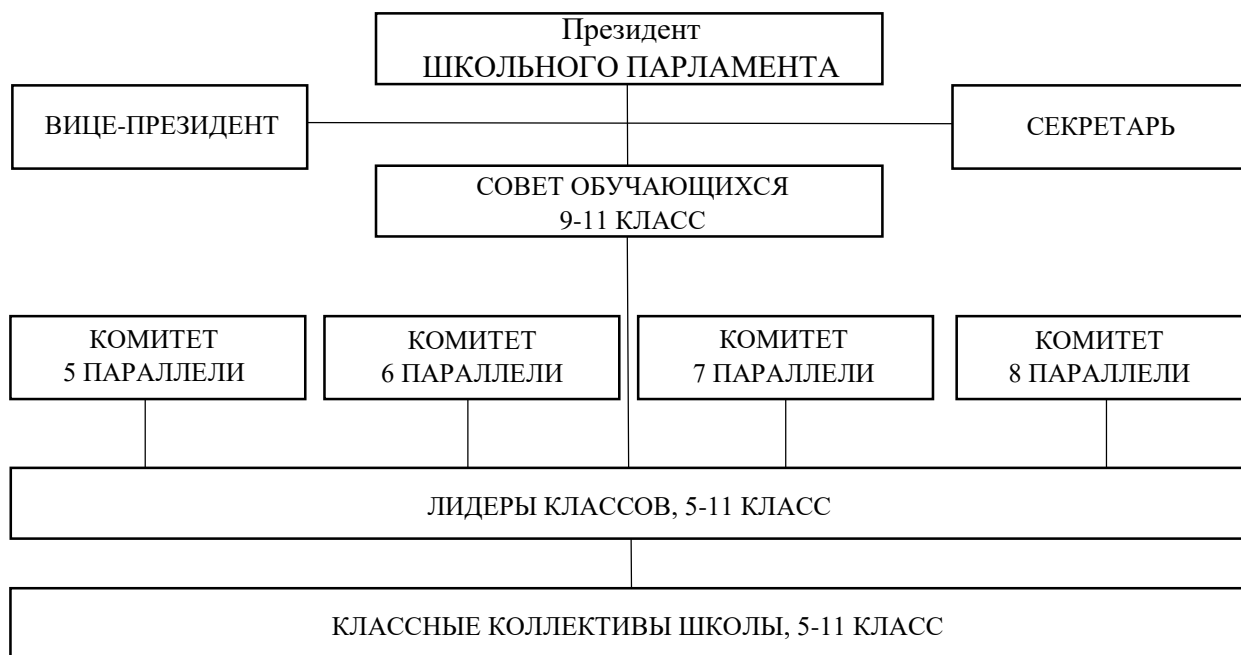 Президент
ШКОЛЬНОГО ПАРЛАМЕНТА
ВИЦЕ-ПРЕЗИДЕНТ
СЕКРЕТАРЬ
СОВЕТ ОБУЧАЮЩИХСЯ
9-11 КЛАСС
КОМИТЕТ
5 ПАРАЛЛЕЛИ
КОМИТЕТ
6 ПАРАЛЛЕЛИ
КОМИТЕТ
7 ПАРАЛЛЕЛИ
КОМИТЕТ
8 ПАРАЛЛЕЛИ
ЛИДЕРЫ КЛАССОВ, 5-11 КЛАСС
КЛАССНЫЕ КОЛЛЕКТИВЫ ШКОЛЫ, 5-11 КЛАСС